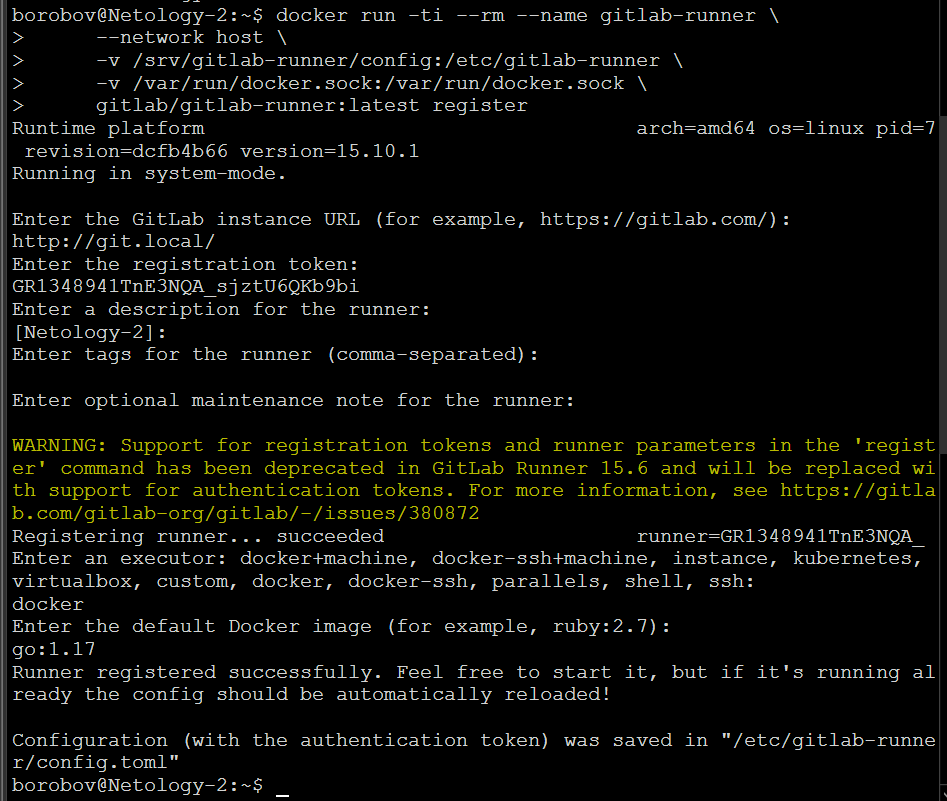 borobov@Netology-2:~$ docker run -ti --rm --name gitlab-runner \
>      --network host \
>      -v /srv/gitlab-runner/config:/etc/gitlab-runner \
>      -v /var/run/docker.sock:/var/run/docker.sock \
>      gitlab/gitlab-runner:latest register
Runtime platform                                    arch=amd64 os=linux pid=7
 revision=dcfb4b66 version=15.10.1
Running in system-mode.

Enter the GitLab instance URL (for example, https://gitlab.com/):
http://git.local/
Enter the registration token:
GR1348941TnE3NQA_sjztU6QKb9bi
Enter a description for the runner:
[Netology-2]:
Enter tags for the runner (comma-separated):

Enter optional maintenance note for the runner:

WARNING: Support for registration tokens and runner parameters in the 'regist
er' command has been deprecated in GitLab Runner 15.6 and will be replaced wi
th support for authentication tokens. For more information, see https://gitla
b.com/gitlab-org/gitlab/-/issues/380872
Registering runner... succeeded                     runner=GR1348941TnE3NQA_
Enter an executor: docker+machine, docker-ssh+machine, instance, kubernetes,
virtualbox, custom, docker, docker-ssh, parallels, shell, ssh:
docker
Enter the default Docker image (for example, ruby:2.7):
go:1.17
Runner registered successfully. Feel free to start it, but if it's running al
ready the config should be automatically reloaded!

Configuration (with the authentication token) was saved in "/etc/gitlab-runne
r/config.toml"
borobov@Netology-2:~$ _